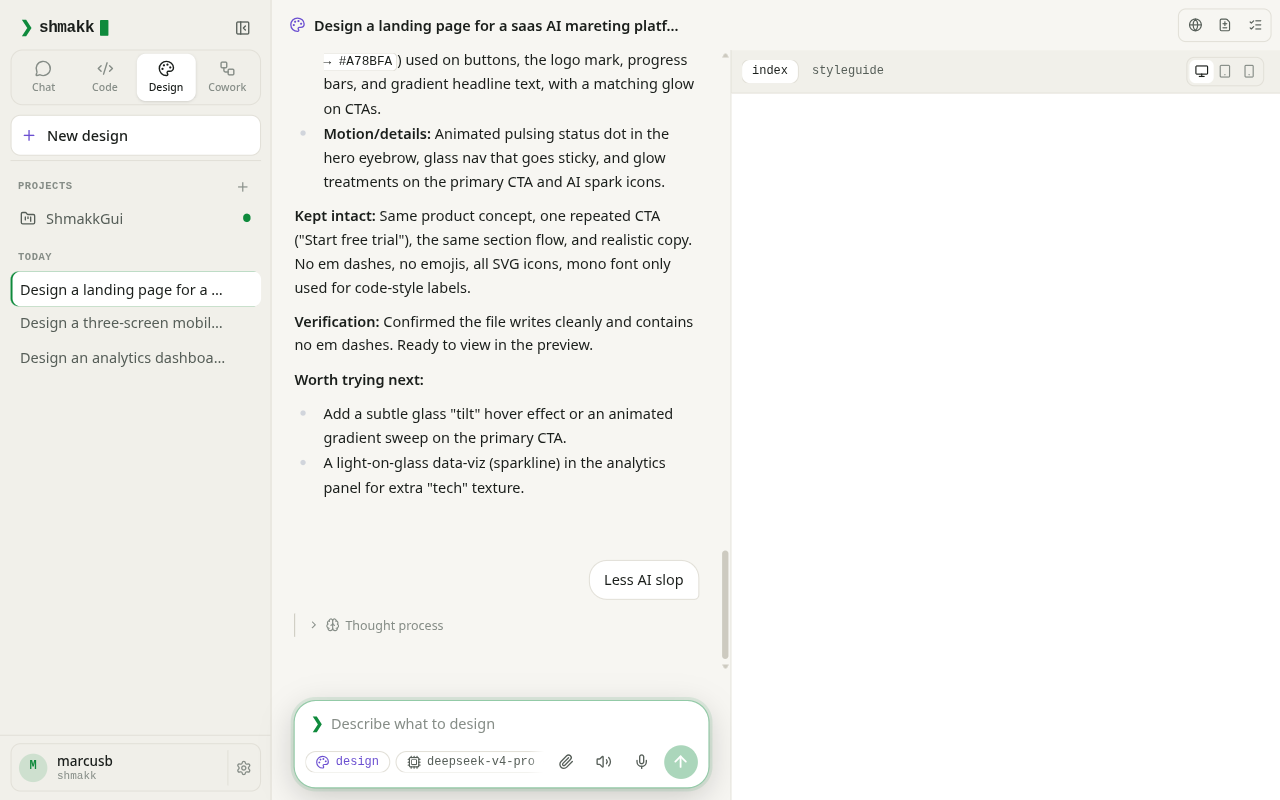 ❯ shmakk
Chat
Code
Design
Cowork
New design
PROJECTS
ShmakkGui
TODAY
Design a landing page for a ...
Design a three-screen mobil...
Design an analytics dashboa...
M
marcusb
shmakk
Design a landing page for a saas AI mareting platf...
→ #A78BFA ) used on buttons, the logo mark, progress
bars, and gradient headline text, with a matching glow
on CTAs.
Motion/details: Animated pulsing status dot in the
hero eyebrow, glass nav that goes sticky, and glow
treatments on the primary CTA and AI spark icons.
Kept intact: Same product concept, one repeated CTA
("Start free trial"), the same section flow, and realistic copy.
No em dashes, no emojis, all SVG icons, mono font only
used for code-style labels.
Verification: Confirmed the file writes cleanly and contains
no em dashes. Ready to view in the preview.
Worth trying next:
Add a subtle glass "tilt" hover effect or an animated
gradient sweep on the primary CTA.
A light-on-glass data-viz (sparkline) in the analytics
panel for extra "tech" texture.
Less AI slop
Thought process
❯ Describe what to design
design
deepseek-v4-pro
index
styleguide